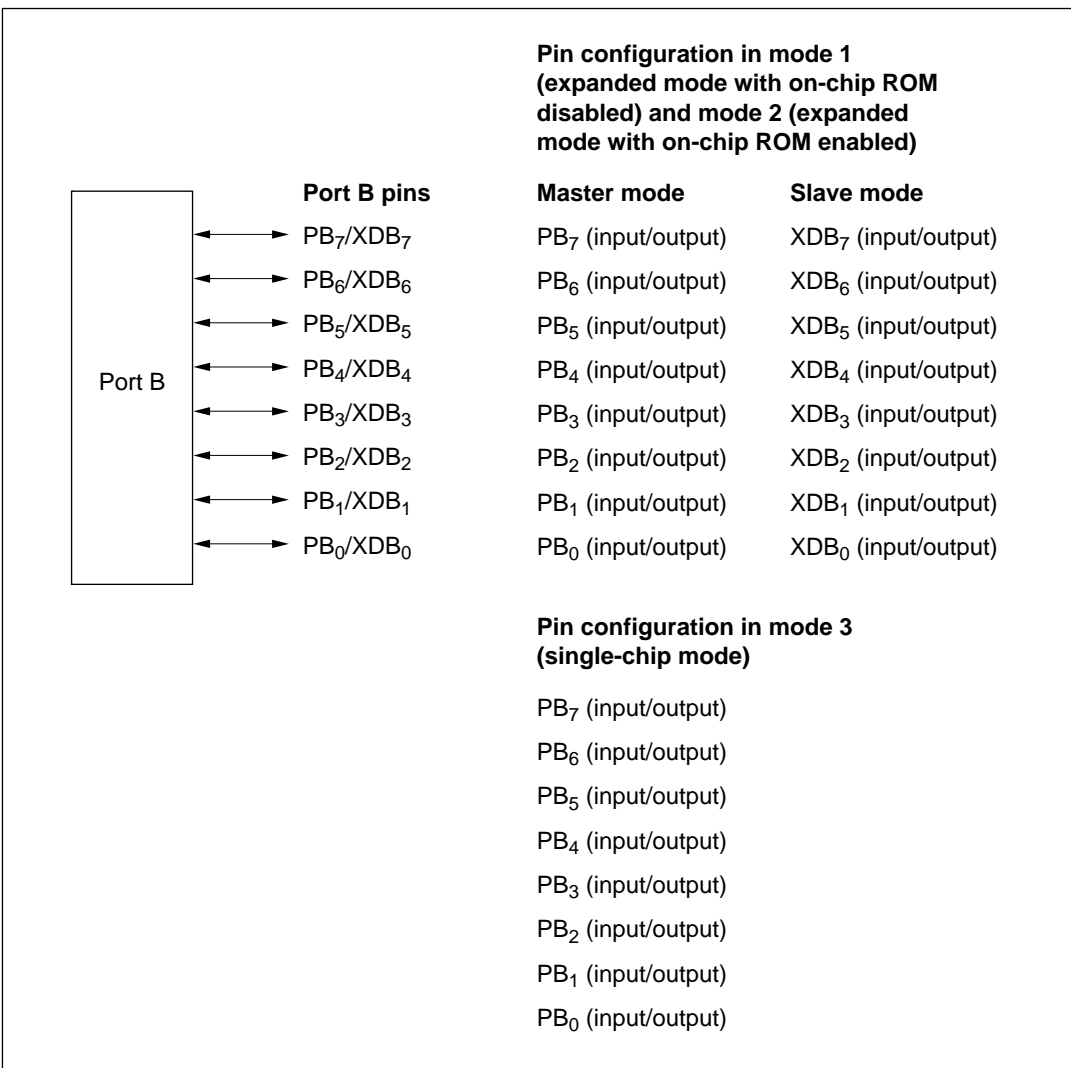 Pin configuration in mode 1
(expanded mode with on-chip ROM
disabled) and mode 2 (expanded
mode with on-chip ROM enabled)
Port B pins Master mode Slave mode
PB₇/XDB₇ PB₇ (input/output) XDB₇ (input/output)
PB₆/XDB₆ PB₆ (input/output) XDB₆ (input/output)
PB₅/XDB₅ PB₅ (input/output) XDB₅ (input/output)
Port B
PB₄/XDB₄ PB₄ (input/output) XDB₄ (input/output)
PB₃/XDB₃ PB₃ (input/output) XDB₃ (input/output)
PB₂/XDB₂ PB₂ (input/output) XDB₂ (input/output)
PB₁/XDB₁ PB₁ (input/output) XDB₁ (input/output)
PB₀/XDB₀ PB₀ (input/output) XDB₀ (input/output)
Pin configuration in mode 3
(single-chip mode)
PB₇ (input/output)
PB₆ (input/output)
PB₅ (input/output)
PB₄ (input/output)
PB₃ (input/output)
PB₂ (input/output)
PB₁ (input/output)
PB₀ (input/output)